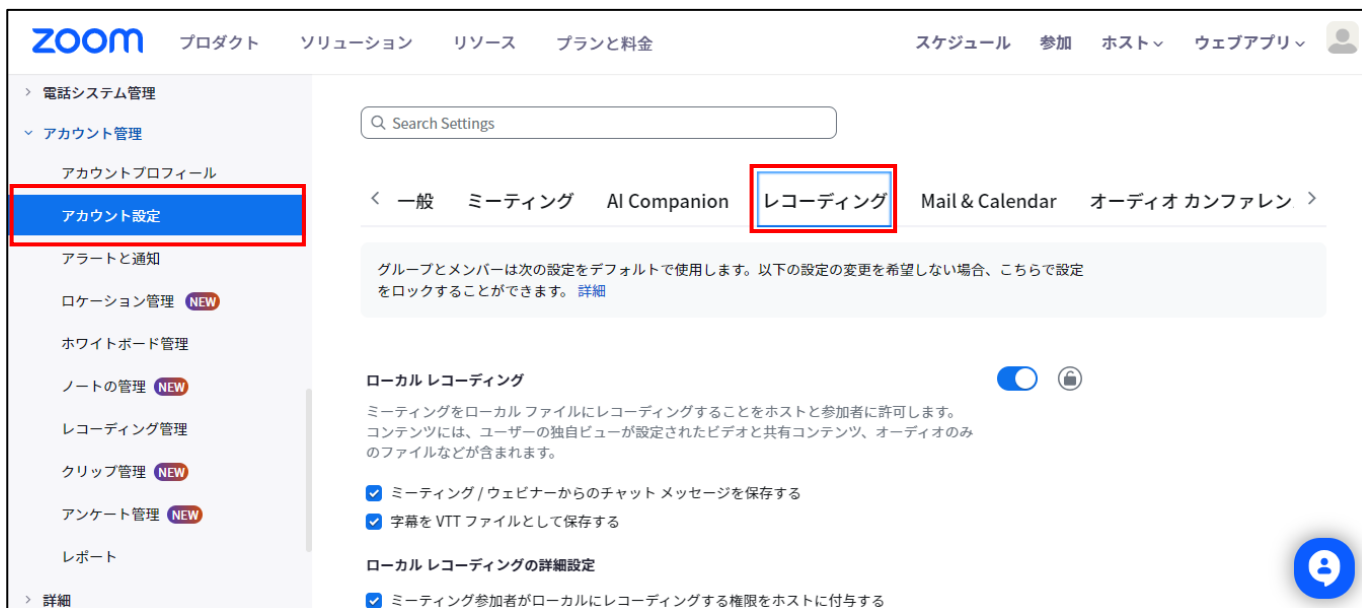 zoom プロダクト ソリューション リソース プランと料金 スケジュール 参加 ホスト ウェブアプリ
電話システム管理
アカウント管理
アカウントプロフィール
アカウント設定
アラートと通知
ロケーション管理 NEW
ホワイトボード管理
ノートの管理 NEW
レコーディング管理
クリップ管理 NEW
アンケート管理 NEW
レポート
詳細
Search Settings
一般 ミーティング AI Companion レコーディング Mail & Calendar オーディオ カンファレン
グループとメンバーは次の設定をデフォルトで使用します。以下の設定の変更を希望しない場合、こちらで設定
をロックすることができます。 詳細
ローカル レコーディング
ミーティングをローカル ファイルにレコーディングすることをホストと参加者に許可します。
コンテンツには、ユーザーの独自ビューが設定されたビデオと共有コンテンツ、オーディオのみ
のファイルなどが含まれます。
ミーティング / ウェビナーからのチャット メッセージを保存する
字幕を VTT ファイルとして保存する
ローカル レコーディングの詳細設定
ミーティング参加者がローカルにレコーディングする権限をホストに付与する